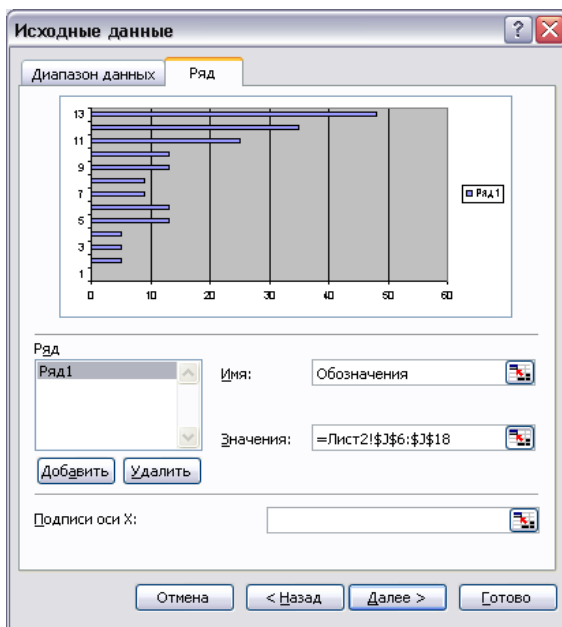 Исходные данные
Диапазон данных Ряд
13
11
9
7
5
3
1
0 10 20 30 40 50 60
Ряд1
Ряд
Ряд1
Имя: Обозначения
Значения: =Лист2!$J$6:$J$18
Добавить Удалить
Подписи оси X:
Отмена < Назад Далее > Готово